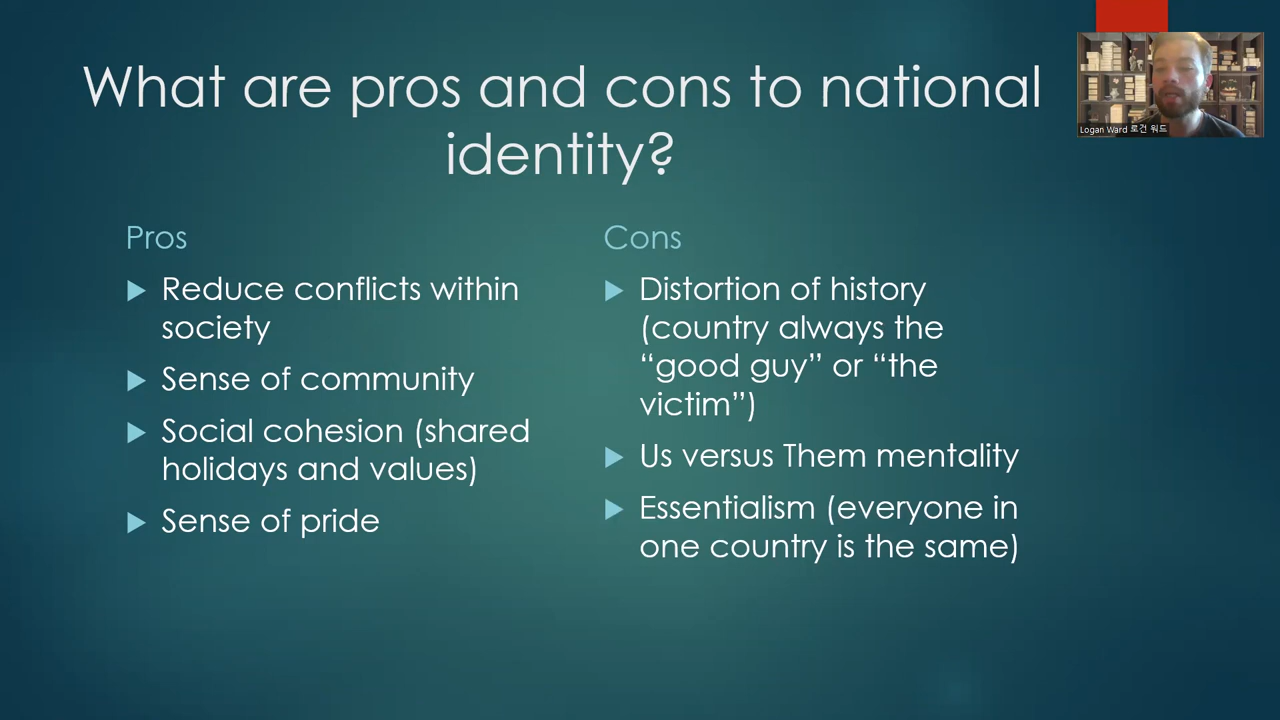 What are pros and cons to national
identity?
Logan Ward 로건 워드
Pros
Reduce conflicts within
society
Sense of community
Social cohesion (shared
holidays and values)
Sense of pride
Cons
Distortion of history
(country always the
“good guy” or “the
victim”)
Us versus Them mentality
Essentialism (everyone in
one country is the same)